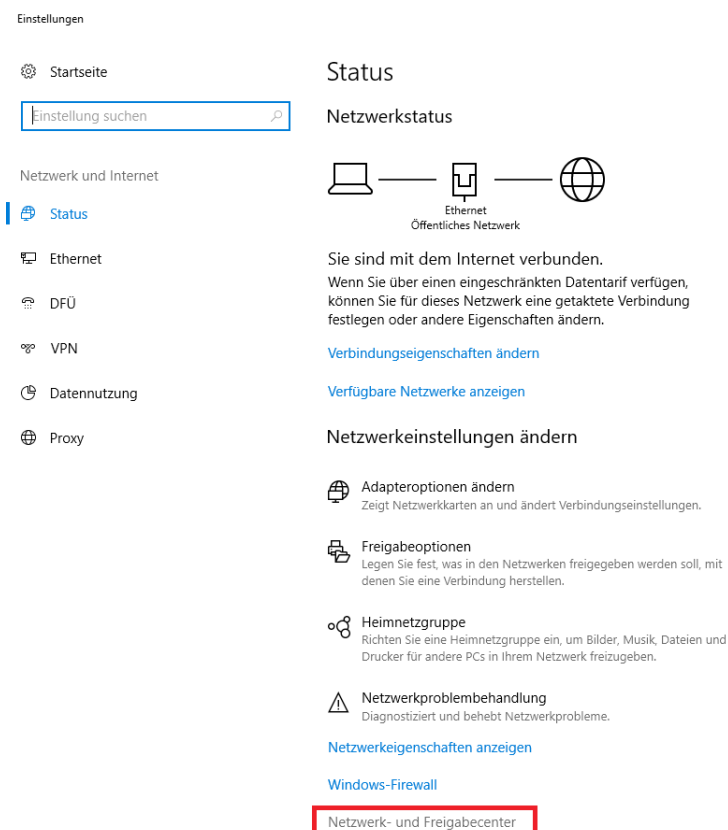 Einstellungen
Startseite
Einstellung suchen
Netzwerk und Internet
Status
Ethernet
DFÜ
VPN
Datennutzung
Proxy
Status
Netzwerkstatus
Ethernet
Öffentliches Netzwerk
Sie sind mit dem Internet verbunden.
Wenn Sie über einen eingeschränkten Datentarif verfügen,
können Sie für dieses Netzwerk eine getaktete Verbindung
festlegen oder andere Eigenschaften ändern.
Verbindungseigenschaften ändern
Verfügbare Netzwerke anzeigen
Netzwerkeinstellungen ändern
Adapteroptionen ändern
Zeigt Netzwerkkarten an und ändert Verbindungseinstellungen.
Freigabeoptionen
Legen Sie fest, was in den Netzwerken freigegeben werden soll, mit
denen Sie eine Verbindung herstellen.
Heimnetzgruppe
Richten Sie eine Heimnetzgruppe ein, um Bilder, Musik, Dateien und
Drucker für andere PCs in Ihrem Netzwerk freizugeben.
Netzwerkproblembehandlung
Diagnostiziert und behebt Netzwerkprobleme.
Netzwerkeigenschaften anzeigen
Windows-Firewall
Netzwerk- und Freigabecenter